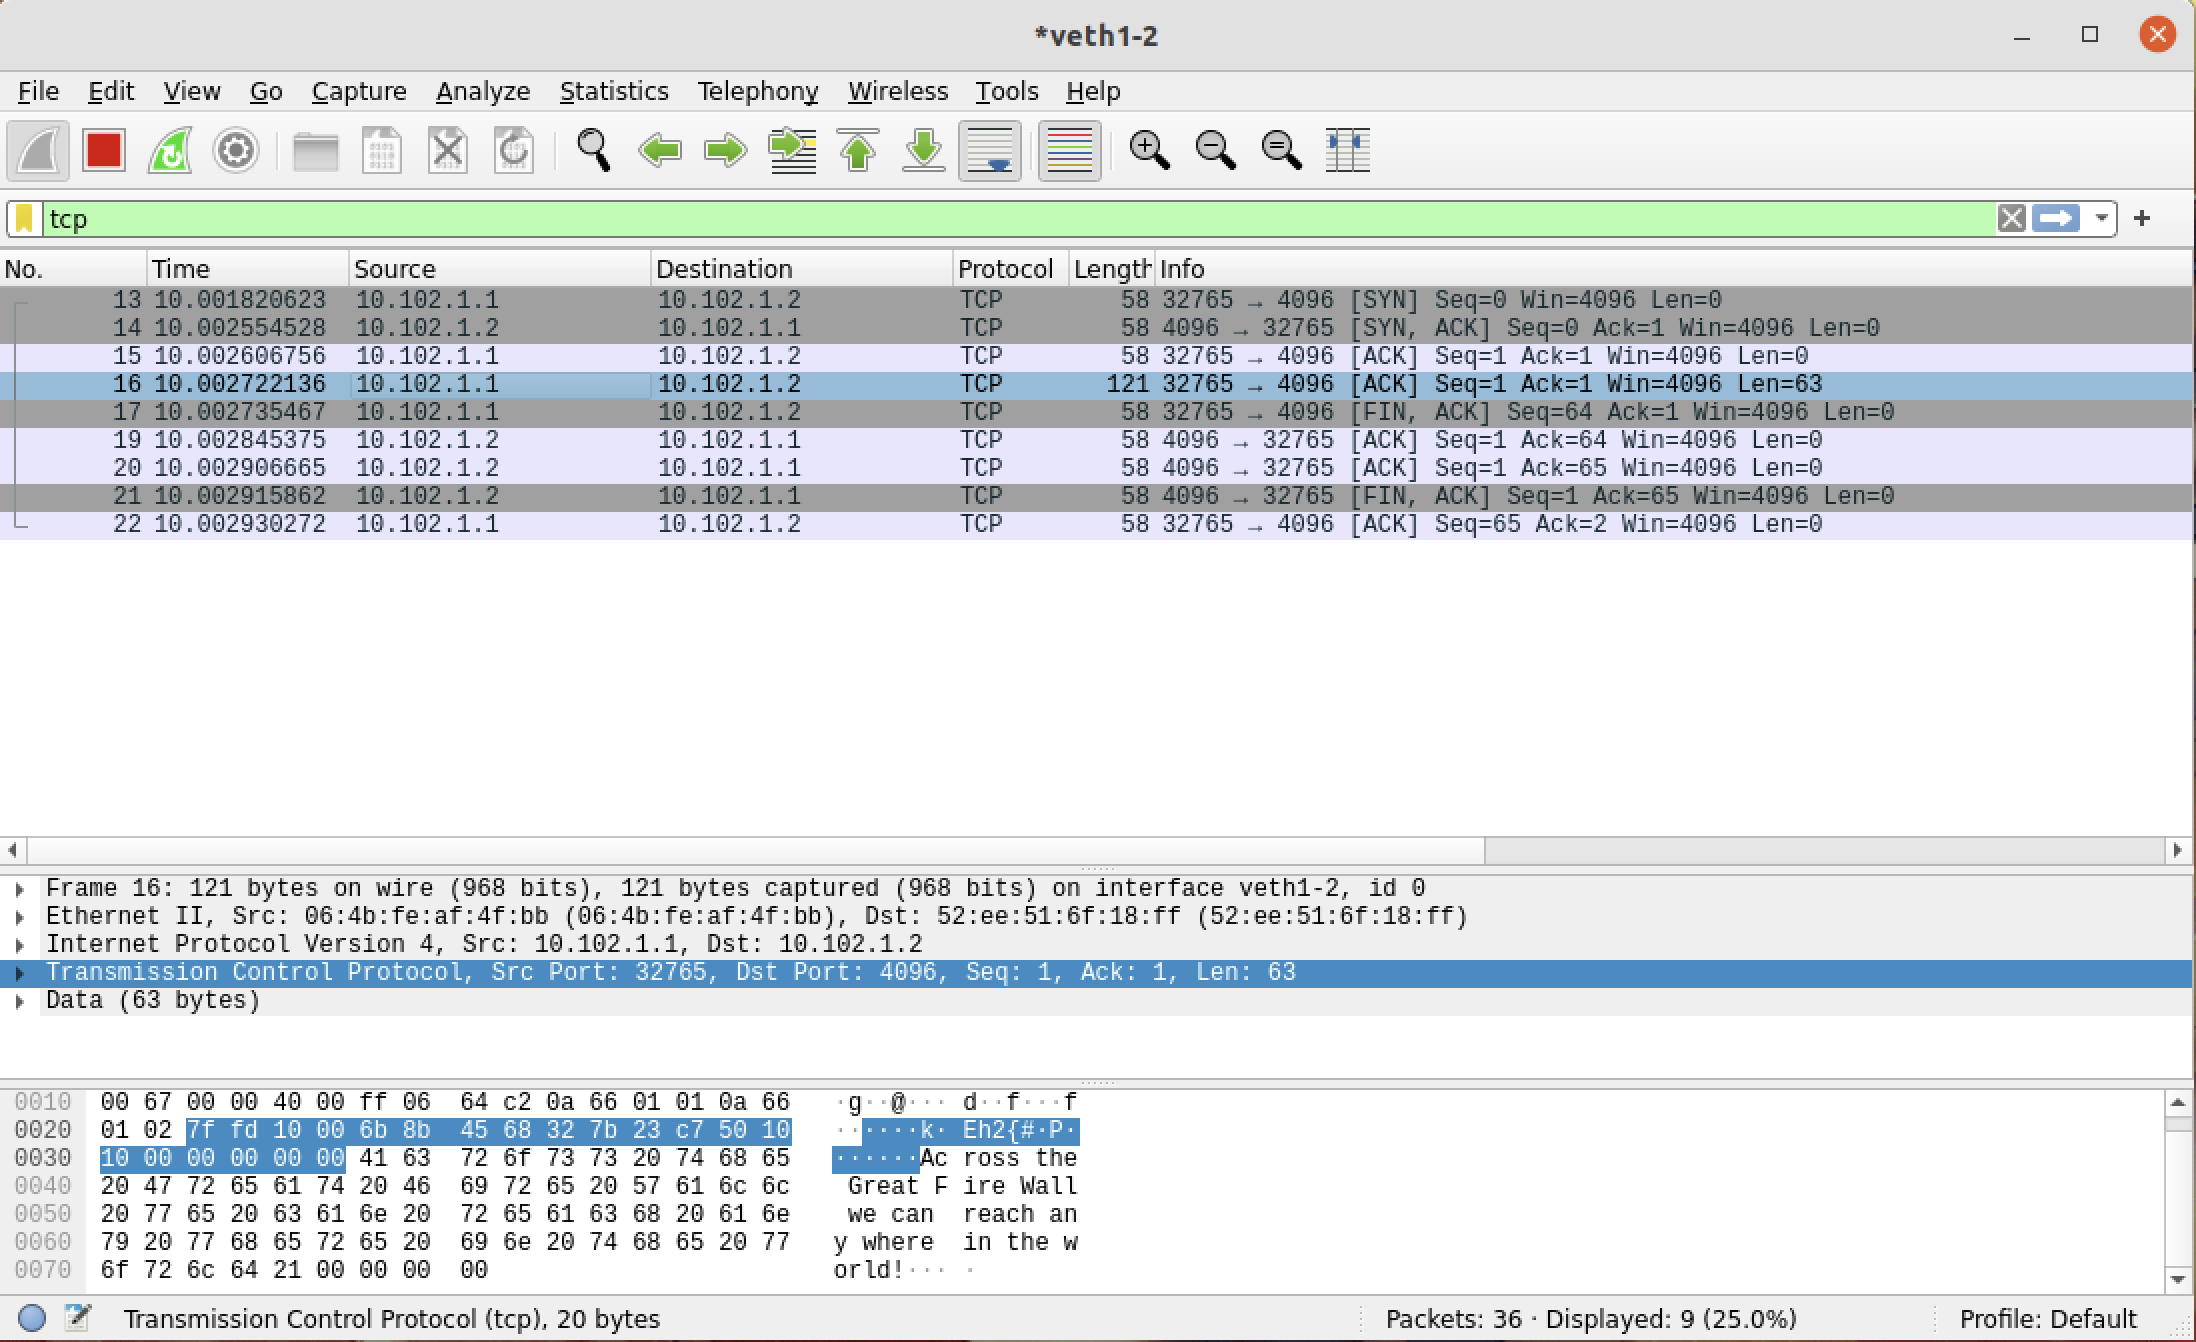 *veth1-2
File Edit View Go Capture Analyze Statistics Telephony Wireless Tools Help
tcp
No. Time Source Destination Protocol Length Info
13 10.001820623 10.102.1.1 10.102.1.2 TCP 58 32765 → 4096 [SYN] Seq=0 Win=4096 Len=0
14 10.002554528 10.102.1.2 10.102.1.1 TCP 58 4096 → 32765 [SYN, ACK] Seq=0 Ack=1 Win=4096 Len=0
15 10.002606756 10.102.1.1 10.102.1.2 TCP 58 32765 → 4096 [ACK] Seq=1 Ack=1 Win=4096 Len=0
16 10.002722136 10.102.1.1 10.102.1.2 TCP 121 32765 → 4096 [ACK] Seq=1 Ack=1 Win=4096 Len=63
17 10.002735467 10.102.1.1 10.102.1.2 TCP 58 32765 → 4096 [FIN, ACK] Seq=64 Ack=1 Win=4096 Len=0
19 10.002845375 10.102.1.2 10.102.1.1 TCP 58 4096 → 32765 [ACK] Seq=1 Ack=64 Win=4096 Len=0
20 10.002906665 10.102.1.2 10.102.1.1 TCP 58 4096 → 32765 [ACK] Seq=1 Ack=65 Win=4096 Len=0
21 10.002915862 10.102.1.2 10.102.1.1 TCP 58 4096 → 32765 [FIN, ACK] Seq=1 Ack=65 Win=4096 Len=0
22 10.002930272 10.102.1.1 10.102.1.2 TCP 58 32765 → 4096 [ACK] Seq=65 Ack=2 Win=4096 Len=0
Frame 16: 121 bytes on wire (968 bits), 121 bytes captured (968 bits) on interface veth1-2, id 0
Ethernet II, Src: 06:4b:fe:af:4f:bb (06:4b:fe:af:4f:bb), Dst: 52:ee:51:6f:18:ff (52:ee:51:6f:18:ff)
Internet Protocol Version 4, Src: 10.102.1.1, Dst: 10.102.1.2
Transmission Control Protocol, Src Port: 32765, Dst Port: 4096, Seq: 1, Ack: 1, Len: 63
Data (63 bytes)
0010 00 67 00 00 40 00 ff 06 64 c2 0a 66 01 01 0a 66 ·g··@··· d··f···f
0020 01 02 7f fd 10 00 6b 8b 45 68 32 7b 23 c7 50 10 ······k· Eh2{#·P·
0030 10 00 00 00 00 00 41 63 72 6f 73 73 20 74 68 65 ······Ac ross the
0040 20 47 72 65 61 74 20 46 69 72 65 20 57 61 6c 6c Great F ire Wall
0050 20 77 65 20 63 61 6e 20 72 65 61 63 68 20 61 6e we can reach an
0060 79 20 77 68 65 72 65 20 69 6e 20 74 68 65 20 77 y where in the w
0070 6f 72 6c 64 21 00 00 00 00 orld!··· ·
Transmission Control Protocol (tcp), 20 bytes Packets: 36 · Displayed: 9 (25.0%) Profile: Default